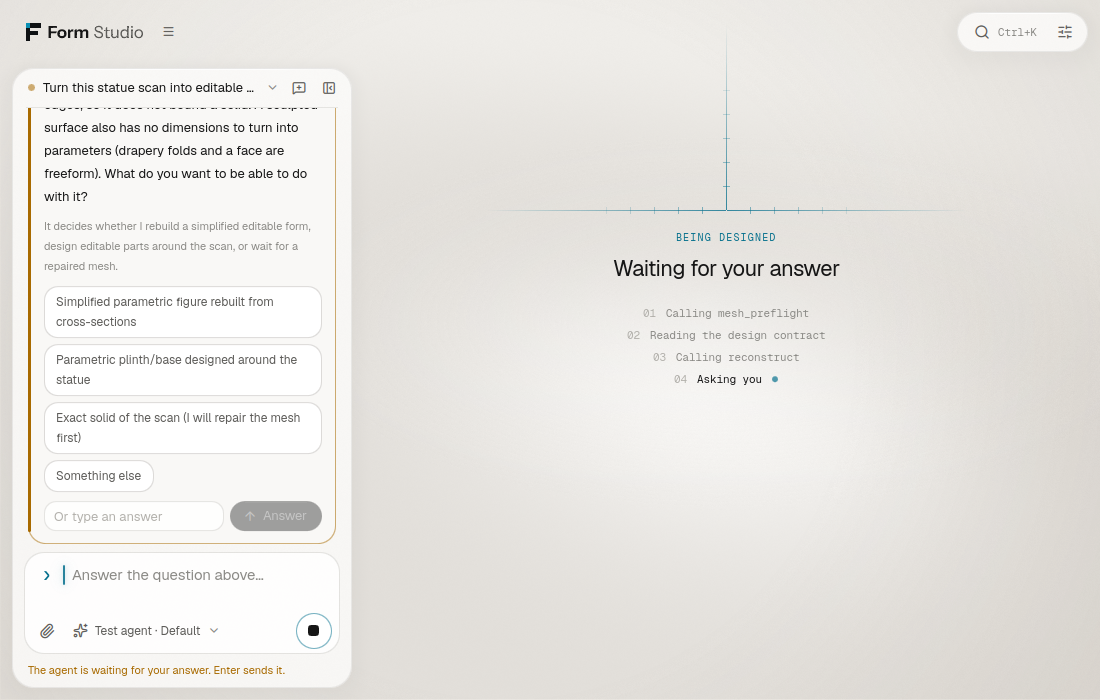 Form Studio
Ctrl+K
Turn this statue scan into editable …
surface also has no dimensions to turn into
parameters (drapery folds and a face are
freeform). What do you want to be able to do
with it?
It decides whether I rebuild a simplified editable form,
design editable parts around the scan, or wait for a
repaired mesh.
Simplified parametric figure rebuilt from
cross-sections
Parametric plinth/base designed around the
statue
Exact solid of the scan (I will repair the mesh
first)
Something else
Or type an answer
Answer
Answer the question above…
Test agent · Default
The agent is waiting for your answer. Enter sends it.
BEING DESIGNED
Waiting for your answer
01 Calling mesh_preflight
02 Reading the design contract
03 Calling reconstruct
04 Asking you